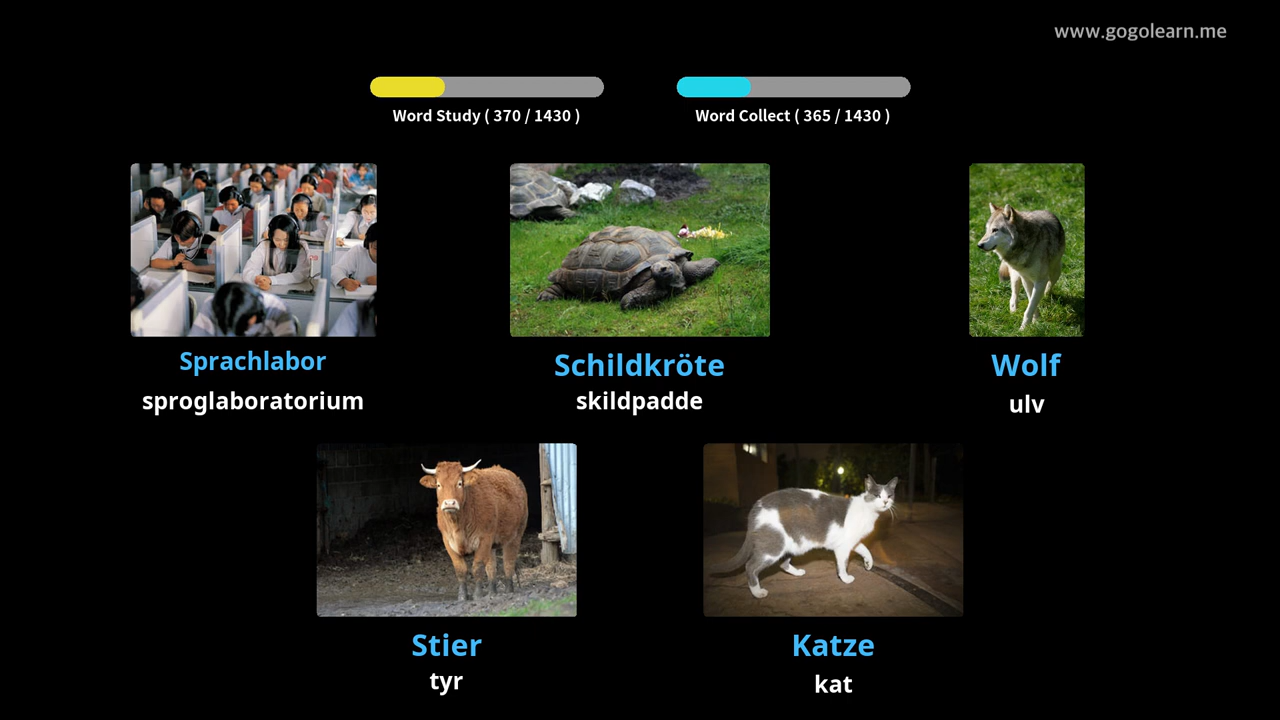 www.gogolearn.me
Word Study ( 370 / 1430 )
Word Collect ( 365 / 1430 )
Sprachlabor
sproglaboratorium
Schildkröte
skildpadde
Wolf
ulv
Stier
tyr
Katze
kat